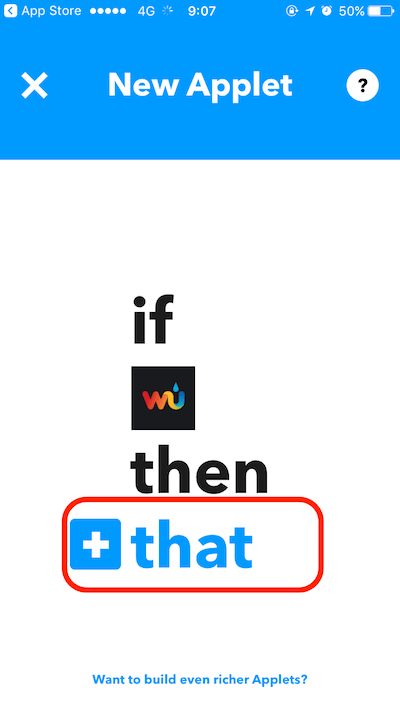 App Store 4G 9:07 50%
New Applet ?
if
wu
then
that
Want to build even richer Applets?